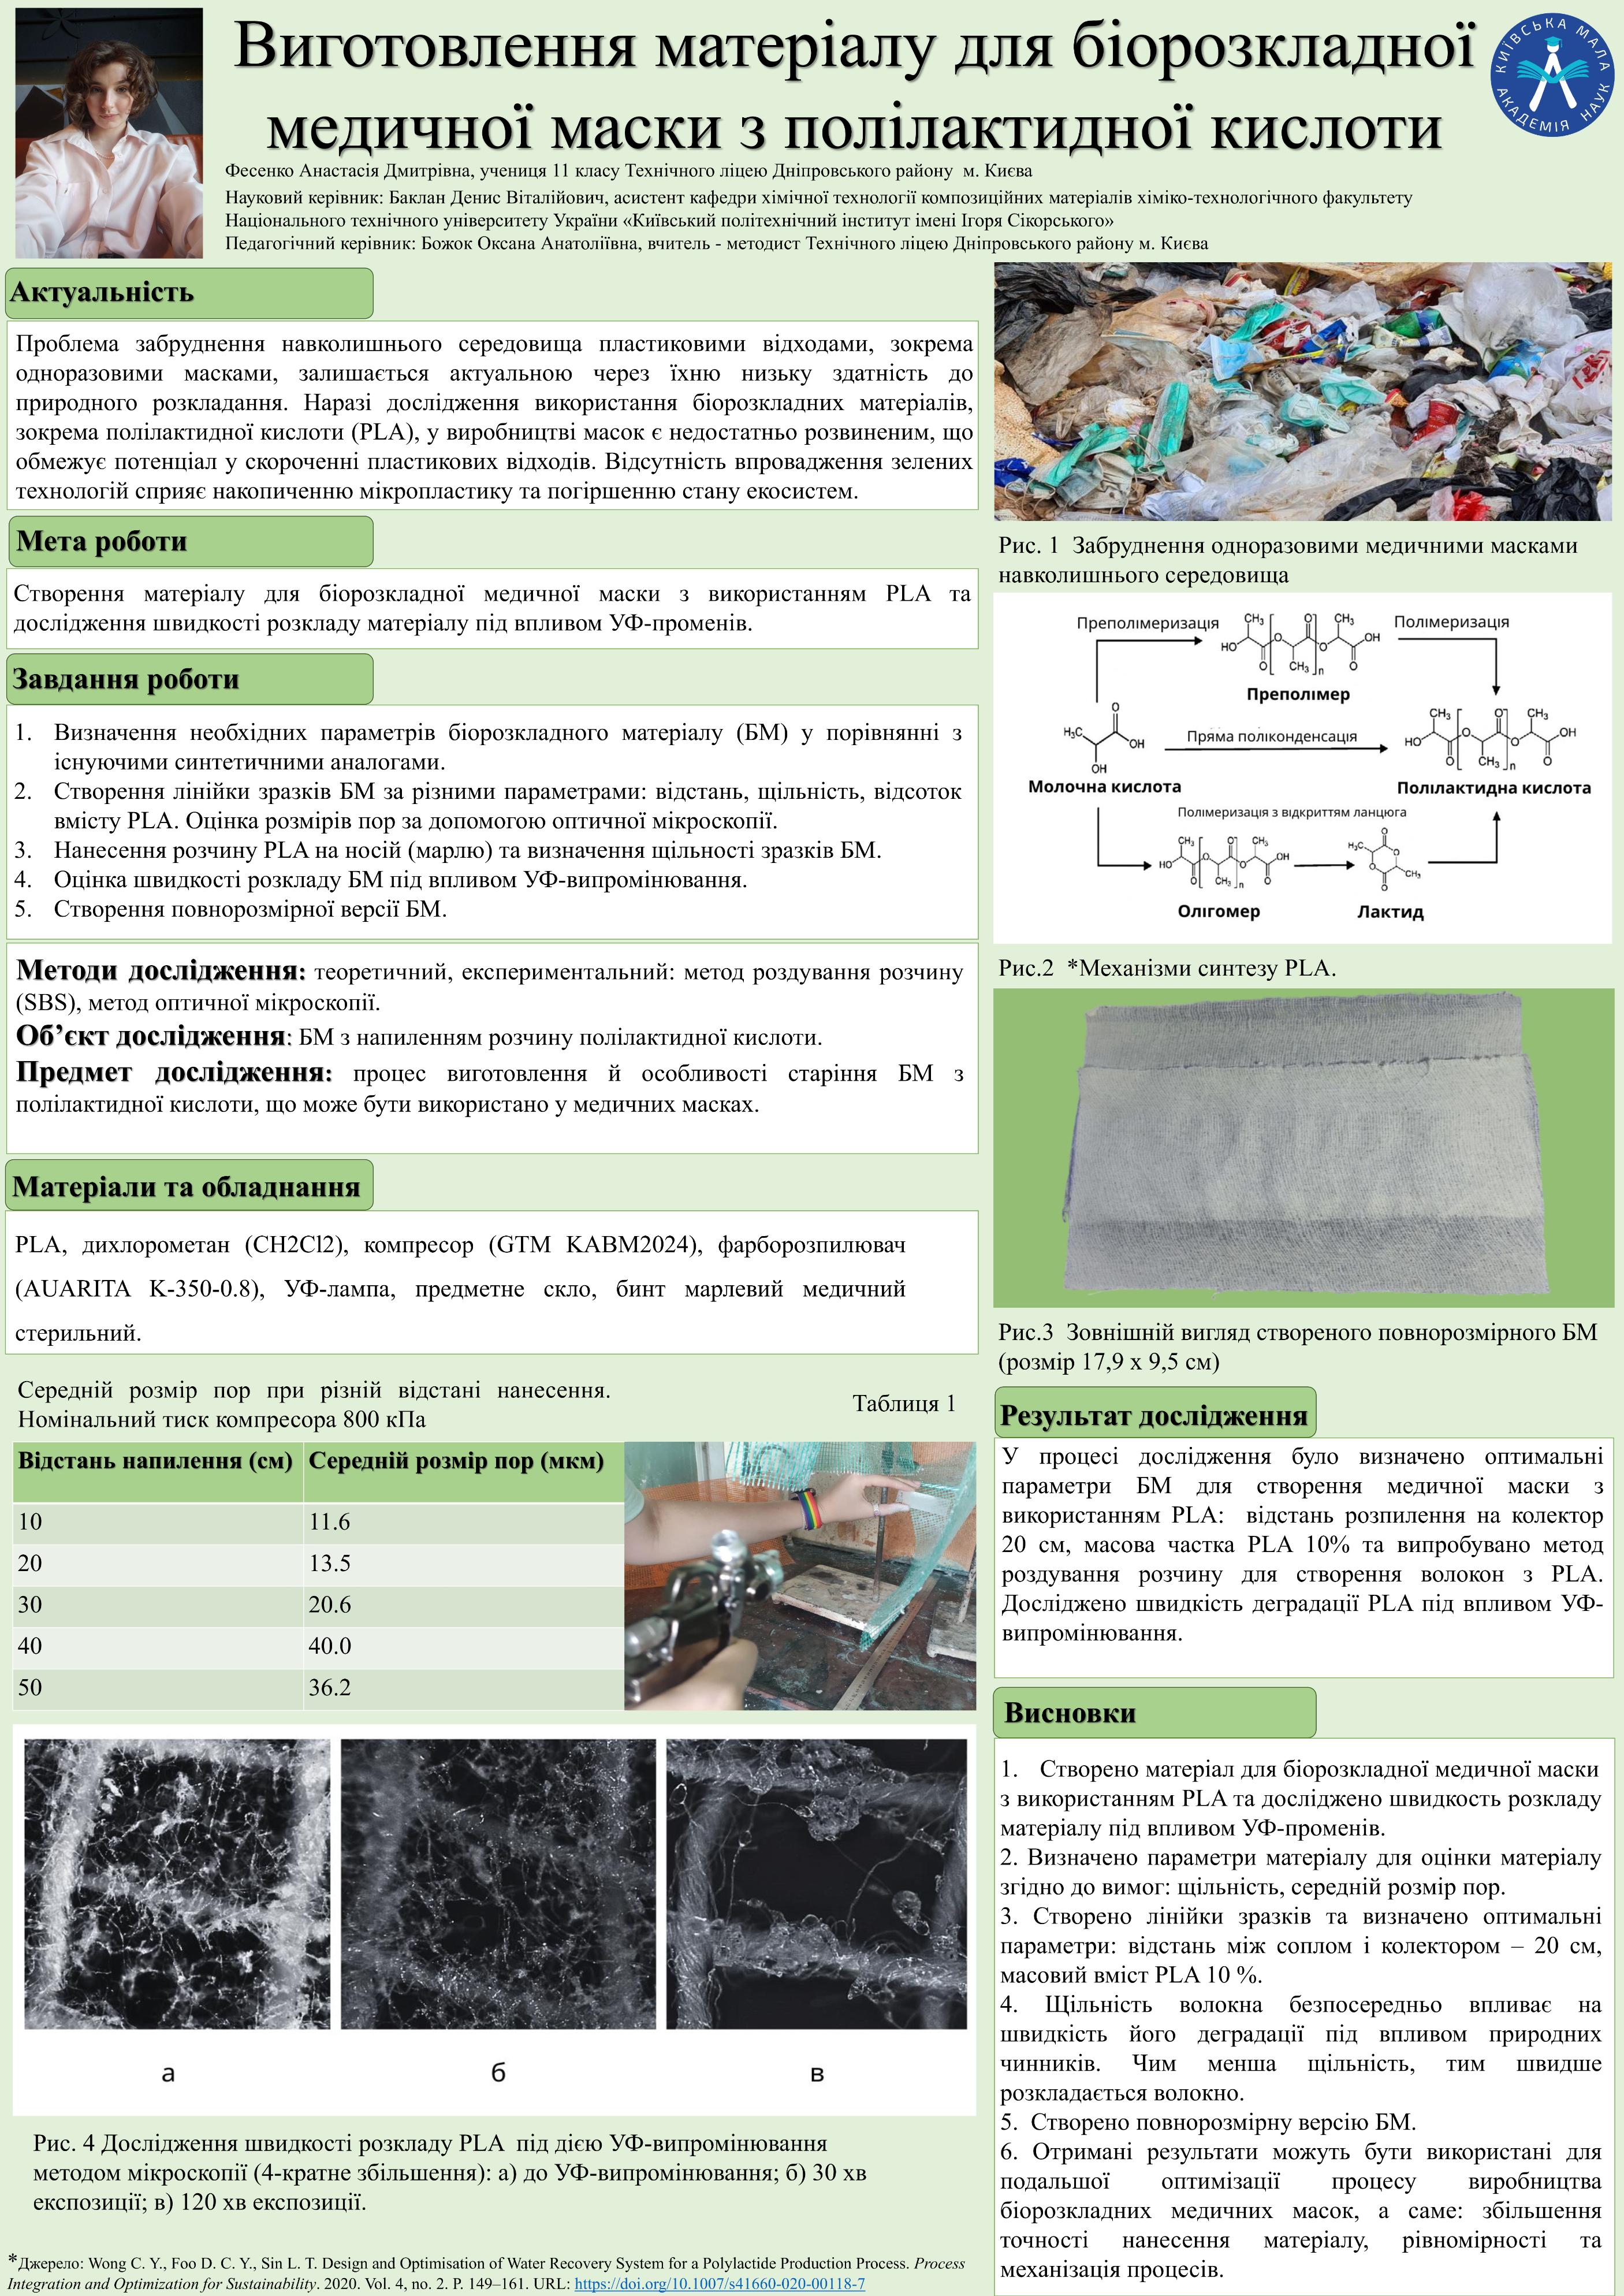 Виготовлення матеріалу для біорозкладної
медичної маски з полілактидної кислоти
КИЇВСЬКА МАЛА АКАДЕМІЯ НАУК
Фесенко Анастасія Дмитрівна, учениця 11 класу Технічного ліцею Дніпровського району м. Києва
Науковий керівник: Баклан Денис Віталійович, асистент кафедри хімічної технології композиційних матеріалів хіміко-технологічного факультету
Національного технічного університету України «Київський політехнічний інститут імені Ігоря Сікорського»
Педагогічний керівник: Божок Оксана Анатоліївна, вчитель - методист Технічного ліцею Дніпровського району м. Києва
Актуальність
Проблема забруднення навколишнього середовища пластиковими відходами, зокрема
одноразовими масками, залишається актуальною через їхню низьку здатність до
природного розкладання. Наразі дослідження використання біорозкладних матеріалів,
зокрема полілактидної кислоти (PLA), у виробництві масок є недостатньо розвиненим, що
обмежує потенціал у скороченні пластикових відходів. Відсутність впровадження зелених
технологій сприяє накопиченню мікропластику та погіршенню стану екосистем.
Мета роботи
Створення матеріалу для біорозкладної медичної маски з використанням PLA та
дослідження швидкості розкладу матеріалу під впливом УФ-променів.
Завдання роботи
1. Визначення необхідних параметрів біорозкладного матеріалу (БМ) у порівнянні з
існуючими синтетичними аналогами.
2. Створення лінійки зразків БМ за різними параметрами: відстань, щільність, відсоток
вмісту PLA. Оцінка розмірів пор за допомогою оптичної мікроскопії.
3. Нанесення розчину PLA на носій (марлю) та визначення щільності зразків БМ.
4. Оцінка швидкості розкладу БМ під впливом УФ-випромінювання.
5. Створення повнорозмірної версії БМ.
Методи дослідження: теоретичний, експериментальний: метод роздування розчину
(SBS), метод оптичної мікроскопії.
Об’єкт дослідження: БМ з напиленням розчину полілактидної кислоти.
Предмет дослідження: процес виготовлення й особливості старіння БМ з
полілактидної кислоти, що може бути використано у медичних масках.
Матеріали та обладнання
PLA, дихлорометан (CH2Cl2), компресор (GTM KABM2024), фарборозпилювач
(AUARITA K-350-0.8), УФ-лампа, предметне скло, бинт марлевий медичний
стерильний.
Середній розмір пор при різній відстані нанесення.
Номінальний тиск компресора 800 кПа
Таблиця 1
Відстань напилення (см) Середній розмір пор (мкм)
10 11.6
20 13.5
30 20.6
40 40.0
50 36.2
а б в
Рис. 4 Дослідження швидкості розкладу PLA під дією УФ-випромінювання
методом мікроскопії (4-кратне збільшення): а) до УФ-випромінювання; б) 30 хв
експозиції; в) 120 хв експозиції.
*Джерело: Wong C. Y., Foo D. C. Y., Sin L. T. Design and Optimisation of Water Recovery System for a Polylactide Production Process. Process
Integration and Optimization for Sustainability. 2020. Vol. 4, no. 2. P. 149–161. URL: https://doi.org/10.1007/s41660-020-00118-7
Рис. 1 Забруднення одноразовими медичними масками
навколишнього середовища
Преполімеризація
CH3 O CH3
HO O O OH
O CH3 n O
Полімеризація
Преполімер
O
H3C OH
OH
Пряма поліконденсація
CH3 O CH3
HO O O OH
O CH3 n O
Молочна кислота
Полілактидна кислота
Полімеризація з відкриттям ланцюга
CH3 O CH3
HO O O OH
O CH3 n O
O
H3C O
O CH3
O
Олігомер
Лактид
Рис.2 *Механізми синтезу PLA.
Рис.3 Зовнішній вигляд створеного повнорозмірного БМ
(розмір 17,9 х 9,5 см)
Результат дослідження
У процесі дослідження було визначено оптимальні
параметри БМ для створення медичної маски з
використанням PLA: відстань розпилення на колектор
20 см, масова частка PLA 10% та випробувано метод
роздування розчину для створення волокон з PLA.
Досліджено швидкість деградації PLA під впливом УФ-
випромінювання.
Висновки
1. Створено матеріал для біорозкладної медичної маски
з використанням PLA та досліджено швидкость розкладу
матеріалу під впливом УФ-променів.
2. Визначено параметри матеріалу для оцінки матеріалу
згідно до вимог: щільність, середній розмір пор.
3. Створено лінійки зразків та визначено оптимальні
параметри: відстань між соплом і колектором – 20 см,
масовий вміст PLA 10 %.
4. Щільність волокна безпосередньо впливає на
швидкість його деградації під впливом природних
чинників. Чим менша щільність, тим швидше
розкладається волокно.
5. Створено повнорозмірну версію БМ.
6. Отримані результати можуть бути використані для
подальшої оптимізації процесу виробництва
біорозкладних медичних масок, а саме: збільшення
точності нанесення матеріалу, рівномірності та
механізація процесів.